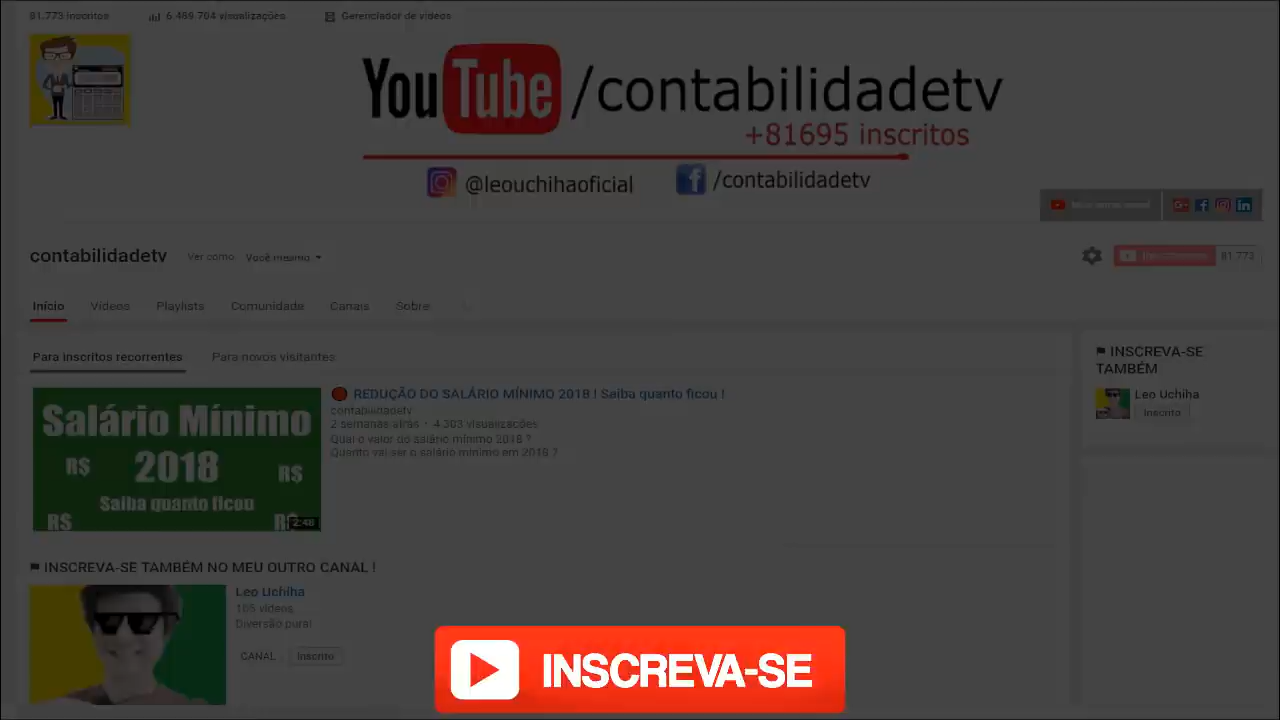 81.773 inscritos 6.489.704 visualizações Gerenciador de vídeos
YouTube /contabilidadetv
+81695 inscritos
@leouchihaoficial /contabilidadetv
contabilidadetv Ver como Você mesmo
81.773
Início Vídeos Playlists Comunidade Canais Sobre
Para inscritos recorrentes Para novos visitantes
INSCREVA-SE TAMBÉM
Leo Uchiha
Inscrito
Salário Mínimo
R$ 2018 R$
Saiba quanto ficou
R$ R$
2:48
REDUÇÃO DO SALÁRIO MÍNIMO 2018 ! Saiba quanto ficou !
contabilidadetv
2 semanas atrás • 4.303 visualizações
Qual o valor do salário mínimo 2018 ?
Quanto vai ser o salário mínimo em 2018 ?
INSCREVA-SE TAMBÉM NO MEU OUTRO CANAL !
Leo Uchiha
105 vídeos
Diversão pura!
CANAL Inscrito
INSCREVA-SE